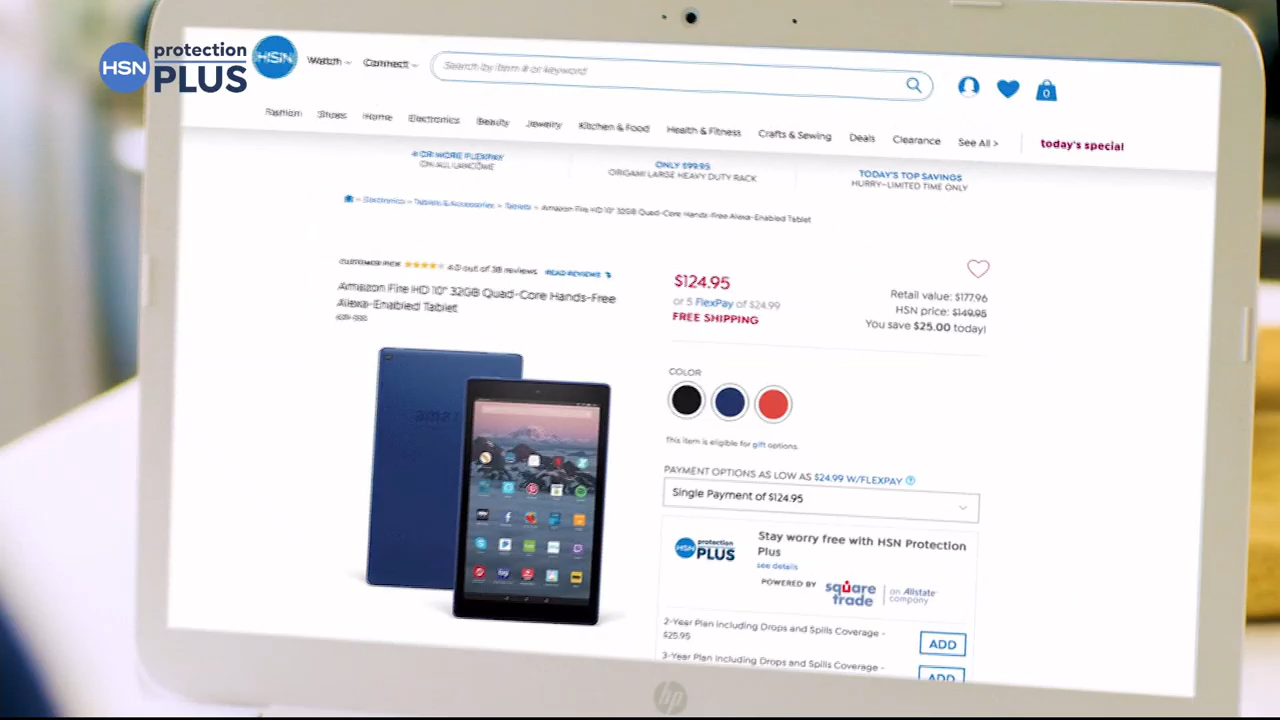 HSN protection PLUS
HSN
Watch
Connect
Search by item # or keyword
0
Fashion Shoes Home Electronics Beauty Jewelry Kitchen & Food Health & Fitness Crafts & Sewing Deals Clearance See All > today's special
4 OR MORE FLEXPAY
ON ALL LANCOME
ONLY $99.95
ORIGAMI LARGE HEAVY DUTY RACK
TODAY'S TOP SAVINGS
HURRY–LIMITED TIME ONLY
Electronics > Tablets & Accessories > Tablets > Amazon Fire HD 10" 32GB Quad-Core Hands-Free Alexa-Enabled Tablet
CUSTOMER PICK 4.0 out of 38 reviews READ REVIEWS
Amazon Fire HD 10" 32GB Quad-Core Hands-Free
Alexa-Enabled Tablet
$124.95
or 5 FlexPay of $24.99
FREE SHIPPING
Retail value: $177.96
HSN price: $149.95
You save $25.00 today!
COLOR
This item is eligible for gift options.
PAYMENT OPTIONS AS LOW AS $24.99 W/FLEXPAY ?
Single Payment of $124.95
HSN protection PLUS
Stay worry free with HSN Protection
Plus
see details
POWERED BY square trade | an Allstate company
2-Year Plan Including Drops and Spills Coverage -
$25.95
ADD
3-Year Plan Including Drops and Spills Coverage -
ADD
amaz
hp